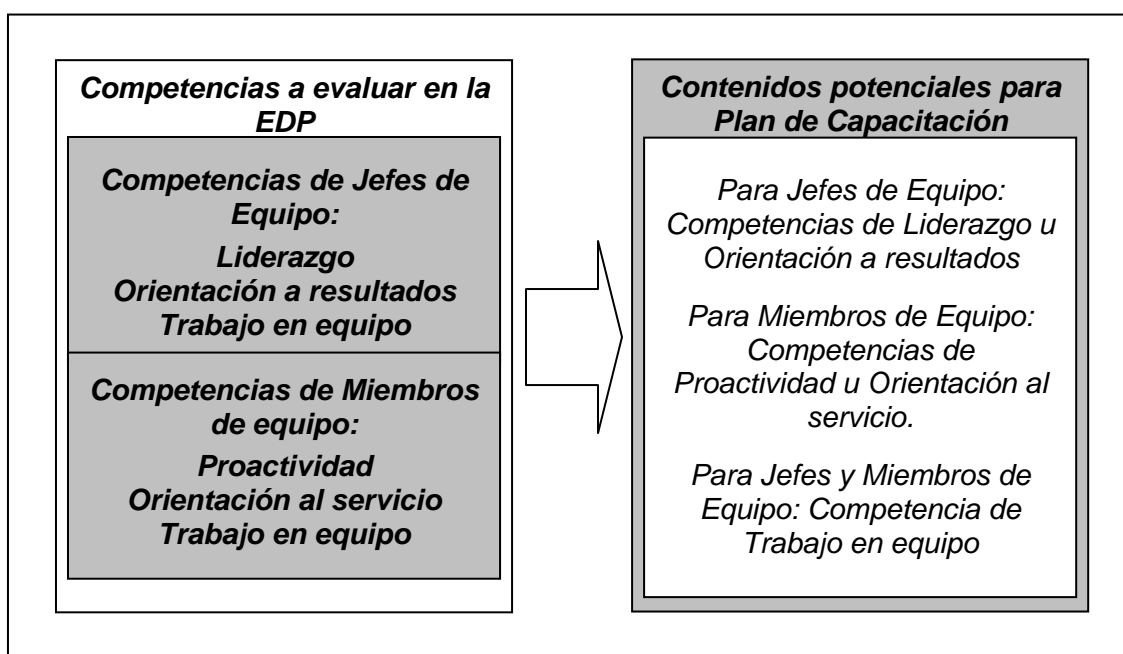 Competencias a evaluar en la
EDP
Competencias de Jefes de
Equipo:
Liderazgo
Orientación a resultados
Trabajo en equipo
Competencias de Miembros
de equipo:
Proactividad
Orientación al servicio
Trabajo en equipo
Contenidos potenciales para
Plan de Capacitación
Para Jefes de Equipo:
Competencias de Liderazgo u
Orientación a resultados
Para Miembros de Equipo:
Competencias de
Proactividad u Orientación al
servicio.
Para Jefes y Miembros de
Equipo: Competencia de
Trabajo en equipo